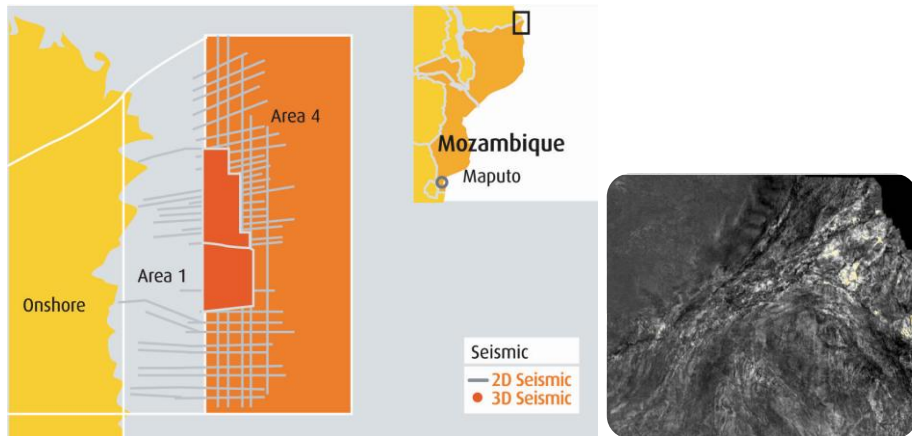 Area 4
Mozambique
Maputo
Area 1
Onshore
Seismic
2D Seismic
3D Seismic